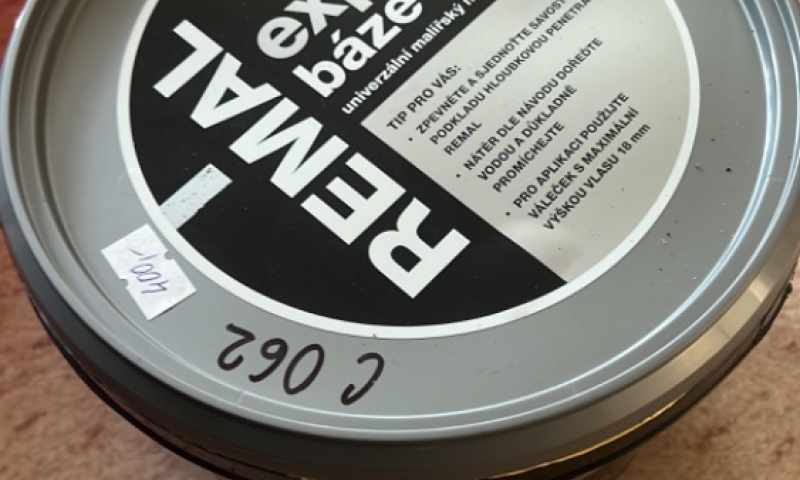 REMAL
exp
báze
univerzální malířský
TIP PRO VÁS:
• ZPEVNĚTE A SJEDNOŤTE SAVOST
PODKLADU HLOUBKOVOU PENETRA
REMAL
• NÁTĚR DLE NÁVODU DOŘEĎTE
VODOU A DŮKLADNĚ
PROMÍCHEJTE
• PRO APLIKACI POUŽIJTE
VÁLEČEK S MAXIMÁLNÍ
VÝŠKOU VLASU 18 mm
400,-
C 062